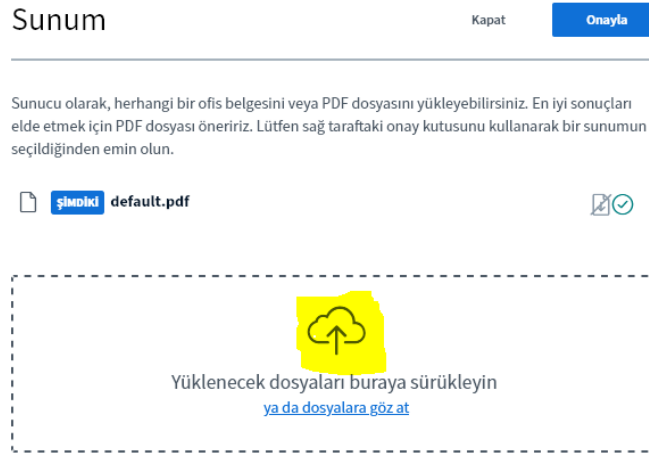 Sunum
Kapat
Onayla
Sunucu olarak, herhangi bir ofis belgesini veya PDF dosyasını yükleyebilirsiniz. En iyi sonuçları
elde etmek için PDF dosyası öneririz. Lütfen sağ taraftaki onay kutusunu kullanarak bir sunumun
seçildiğinden emin olun.
ŞİMDİKİ default.pdf
Yüklenecek dosyaları buraya sürükleyin
ya da dosyalara göz at